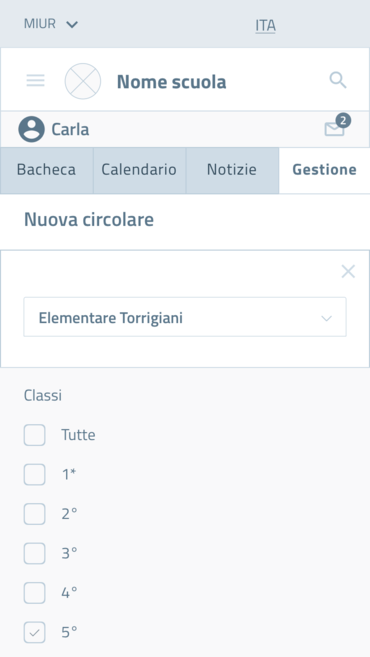 MIUR ITA
Nome scuola
Carla 2
Bacheca Calendario Notizie Gestione
Nuova circolare
Elementare Torrigiani
Classi
Tutte
1*
2°
3°
4°
5°